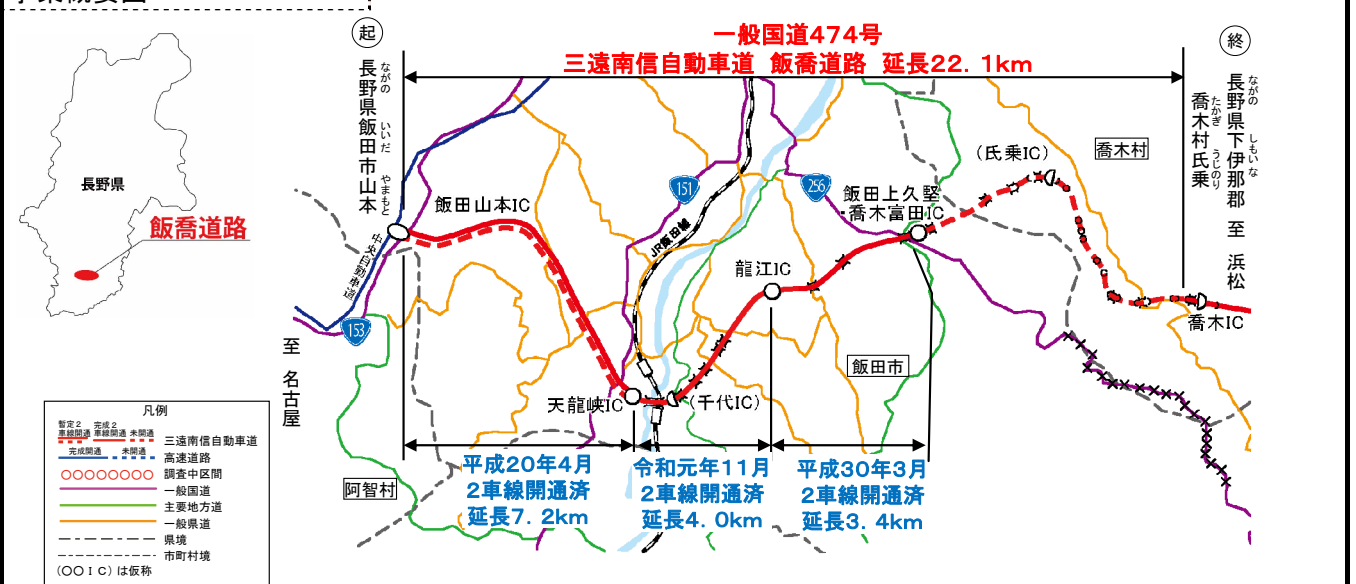 起
終
一般国道474号
三遠南信自動車道 飯喬道路 延長22.1km
長野県飯田市山本
ながの
いいだ
やまもと
長野県下伊那郡
ながの
しもいな
喬木村氏乗
たかぎ
うじのり
至 浜松
長野県
飯喬道路
飯田山本IC
中央自動車道
153
至 名古屋
151
JR飯田線
256
飯田上久堅
・喬木富田IC
(氏乗IC)
喬木村
龍江IC
喬木IC
飯田市
天龍峡IC
(千代IC)
阿智村
平成20年4月
2車線開通済
延長7.2km
令和元年11月
2車線開通済
延長4.0km
平成30年3月
2車線開通済
延長3.4km
凡例
暫定2
車線開通
完成2
車線開通
未開通
三遠南信自動車道
完成開通
未開通
高速道路
調査中区間
一般国道
主要地方道
一般県道
県境
市町村境
(○○IC)は仮称